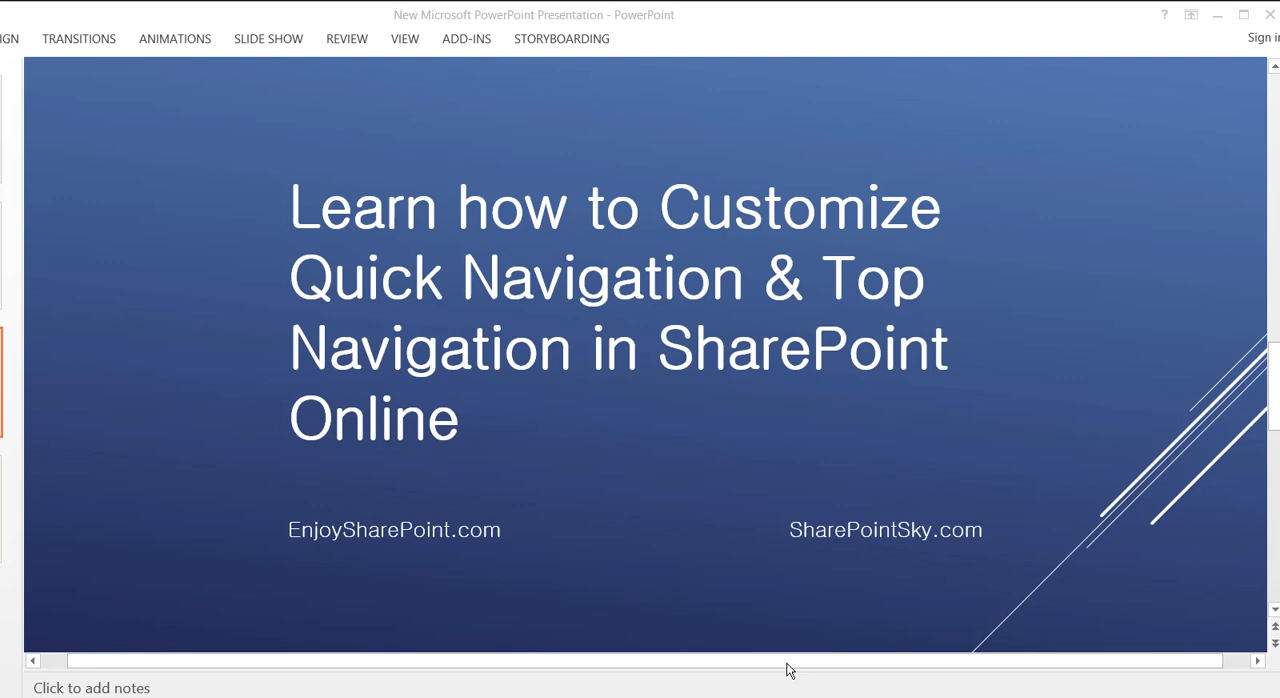 New Microsoft PowerPoint Presentation - PowerPoint
?
IGN TRANSITIONS ANIMATIONS SLIDE SHOW REVIEW VIEW ADD-INS STORYBOARDING
Sign in
Learn how to Customize
Quick Navigation & Top
Navigation in SharePoint
Online
EnjoySharePoint.com SharePointSky.com
Click to add notes